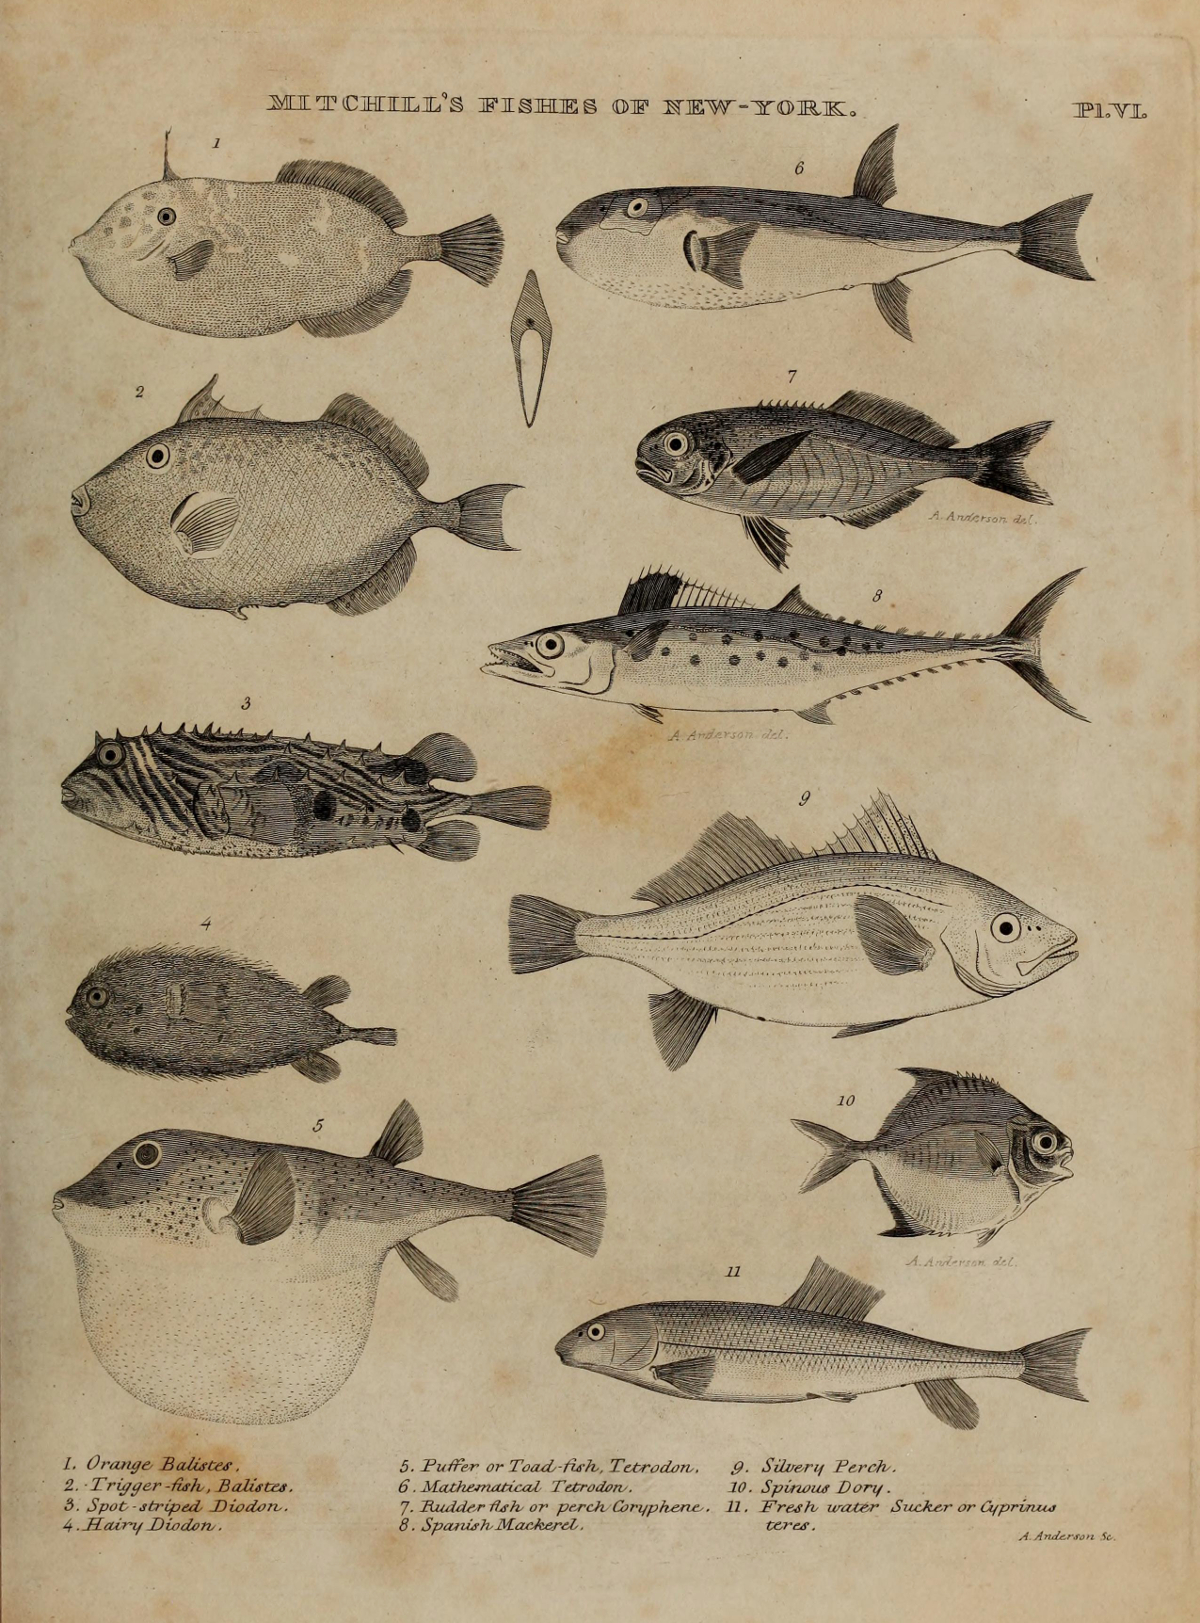 MITCHILL'S FISHES OF NEW-YORK.
Pl.VI.
1
6
2
7
A. Anderson del.
8
A. Anderson del.
3
9
4
10
5
A. Anderson del.
11
1. Orange Balistes.
2. Trigger-fish, Balistes.
3. Spot-striped Diodon.
4. Hairy Diodon.
5. Puffer or Toad-fish, Tetrodon.
6. Mathematical Tetrodon.
7. Rudder fish or perch Coryphene.
8. Spanish Mackerel.
9. Silvery Perch.
10. Spinous Dory.
11. Fresh water Sucker or Cyprinus
teres.
A. Anderson Sc.